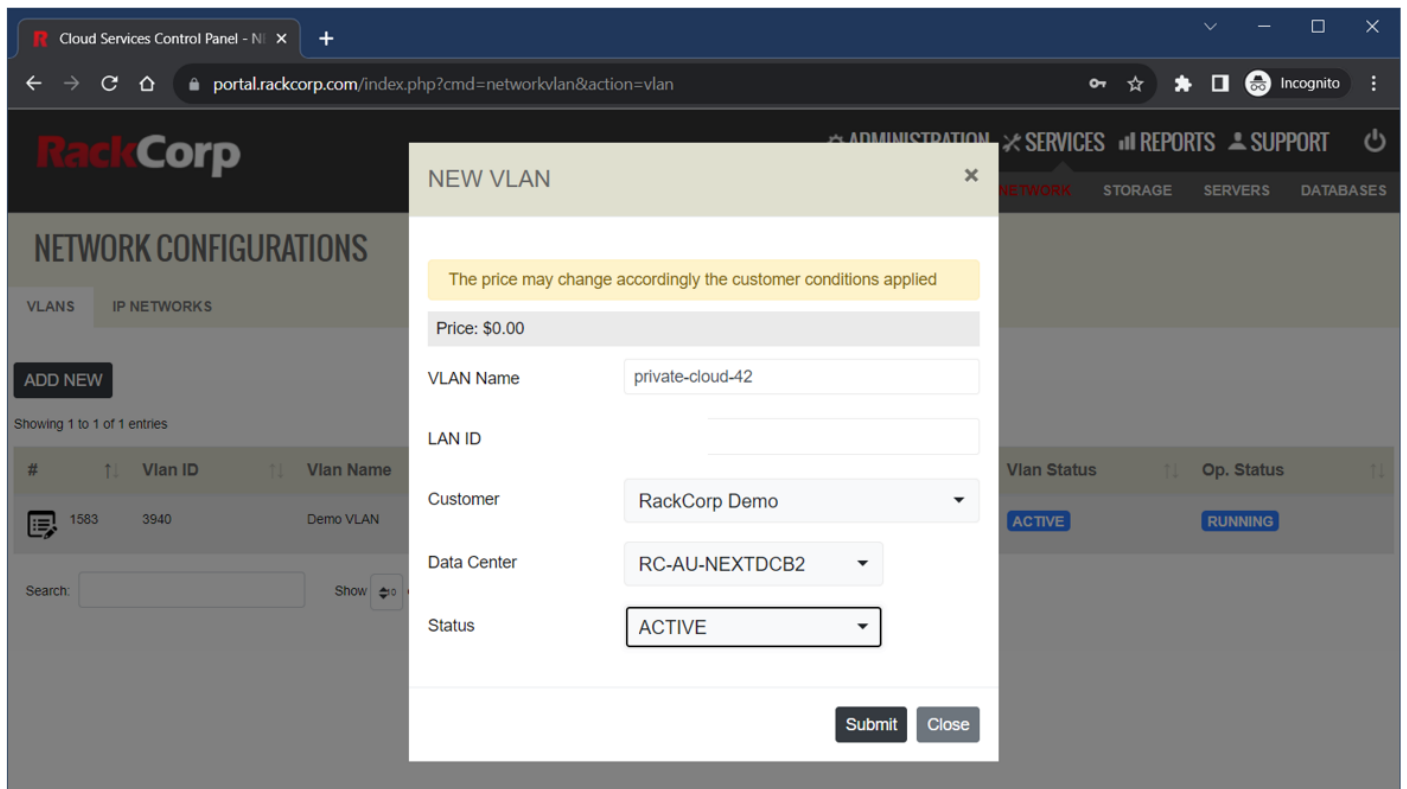 Cloud Services Control Panel - N
portal.rackcorp.com/index.php?cmd=networkvlan&action=vlan
Incognito
RackCorp
ADMINISTRATION SERVICES REPORTS SUPPORT
NETWORK STORAGE SERVERS DATABASES
NETWORK CONFIGURATIONS
VLANS IP NETWORKS
ADD NEW
Showing 1 to 1 of 1 entries
# Vlan ID Vlan Name Vlan Status Op. Status
1583 3940 Demo VLAN ACTIVE RUNNING
Search: Show 10
NEW VLAN
The price may change accordingly the customer conditions applied
Price: $0.00
VLAN Name private-cloud-42
LAN ID
Customer RackCorp Demo
Data Center RC-AU-NEXTDCB2
Status ACTIVE
Submit Close